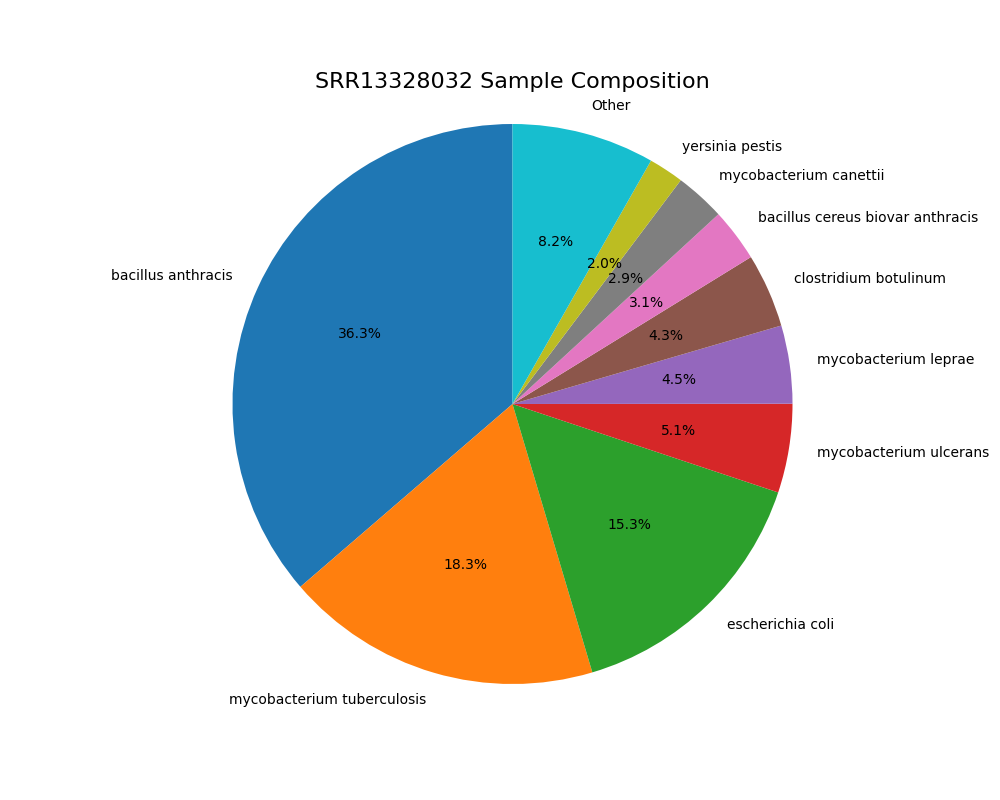 SRR13328032 Sample Composition
Other
yersinia pestis
mycobacterium canettii
bacillus cereus biovar anthracis
clostridium botulinum
mycobacterium leprae
mycobacterium ulcerans
escherichia coli
mycobacterium tuberculosis
bacillus anthracis
8.2%
2.0%
2.9%
3.1%
4.3%
4.5%
5.1%
15.3%
18.3%
36.3%